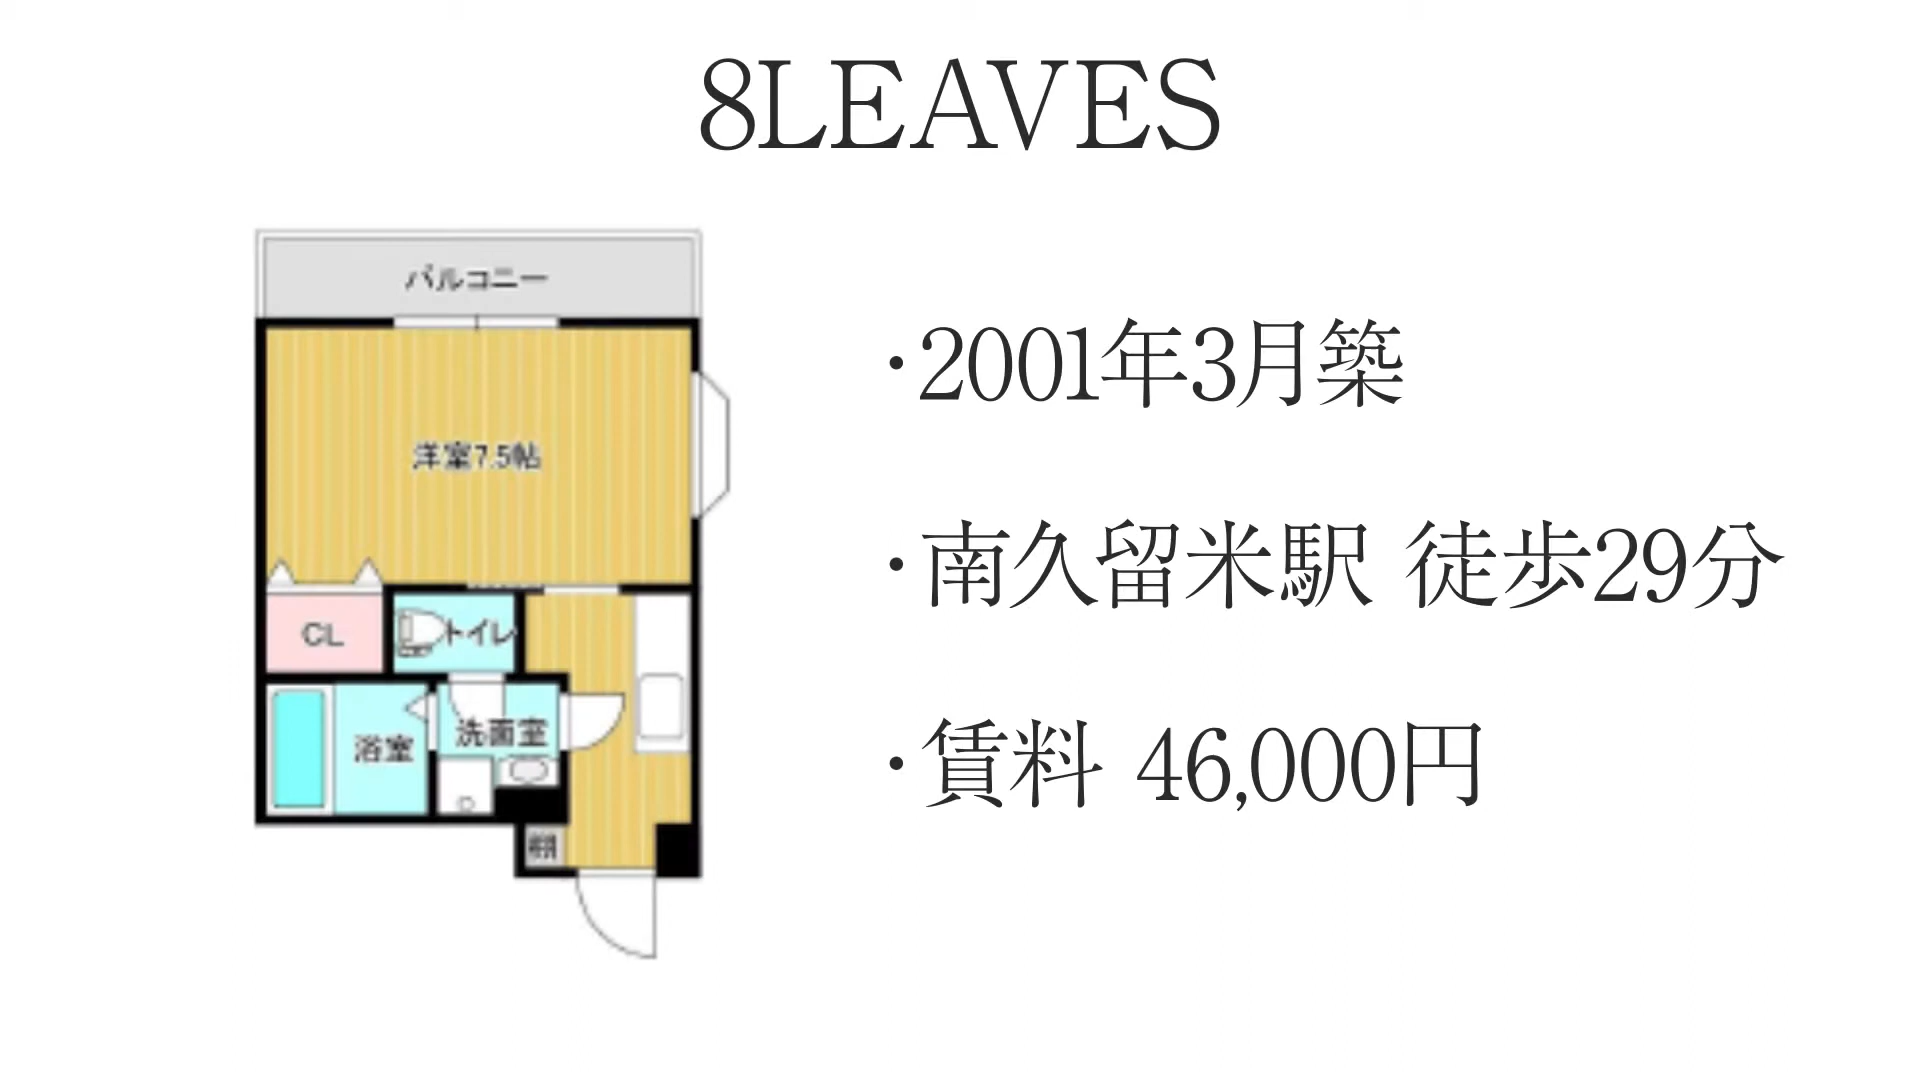 8LEAVES
バルコニー
洋室7.5帖
CL
トイレ
浴室
洗面室
棚
・2001年3月築
・南久留米駅 徒歩29分
・賃料 46,000円